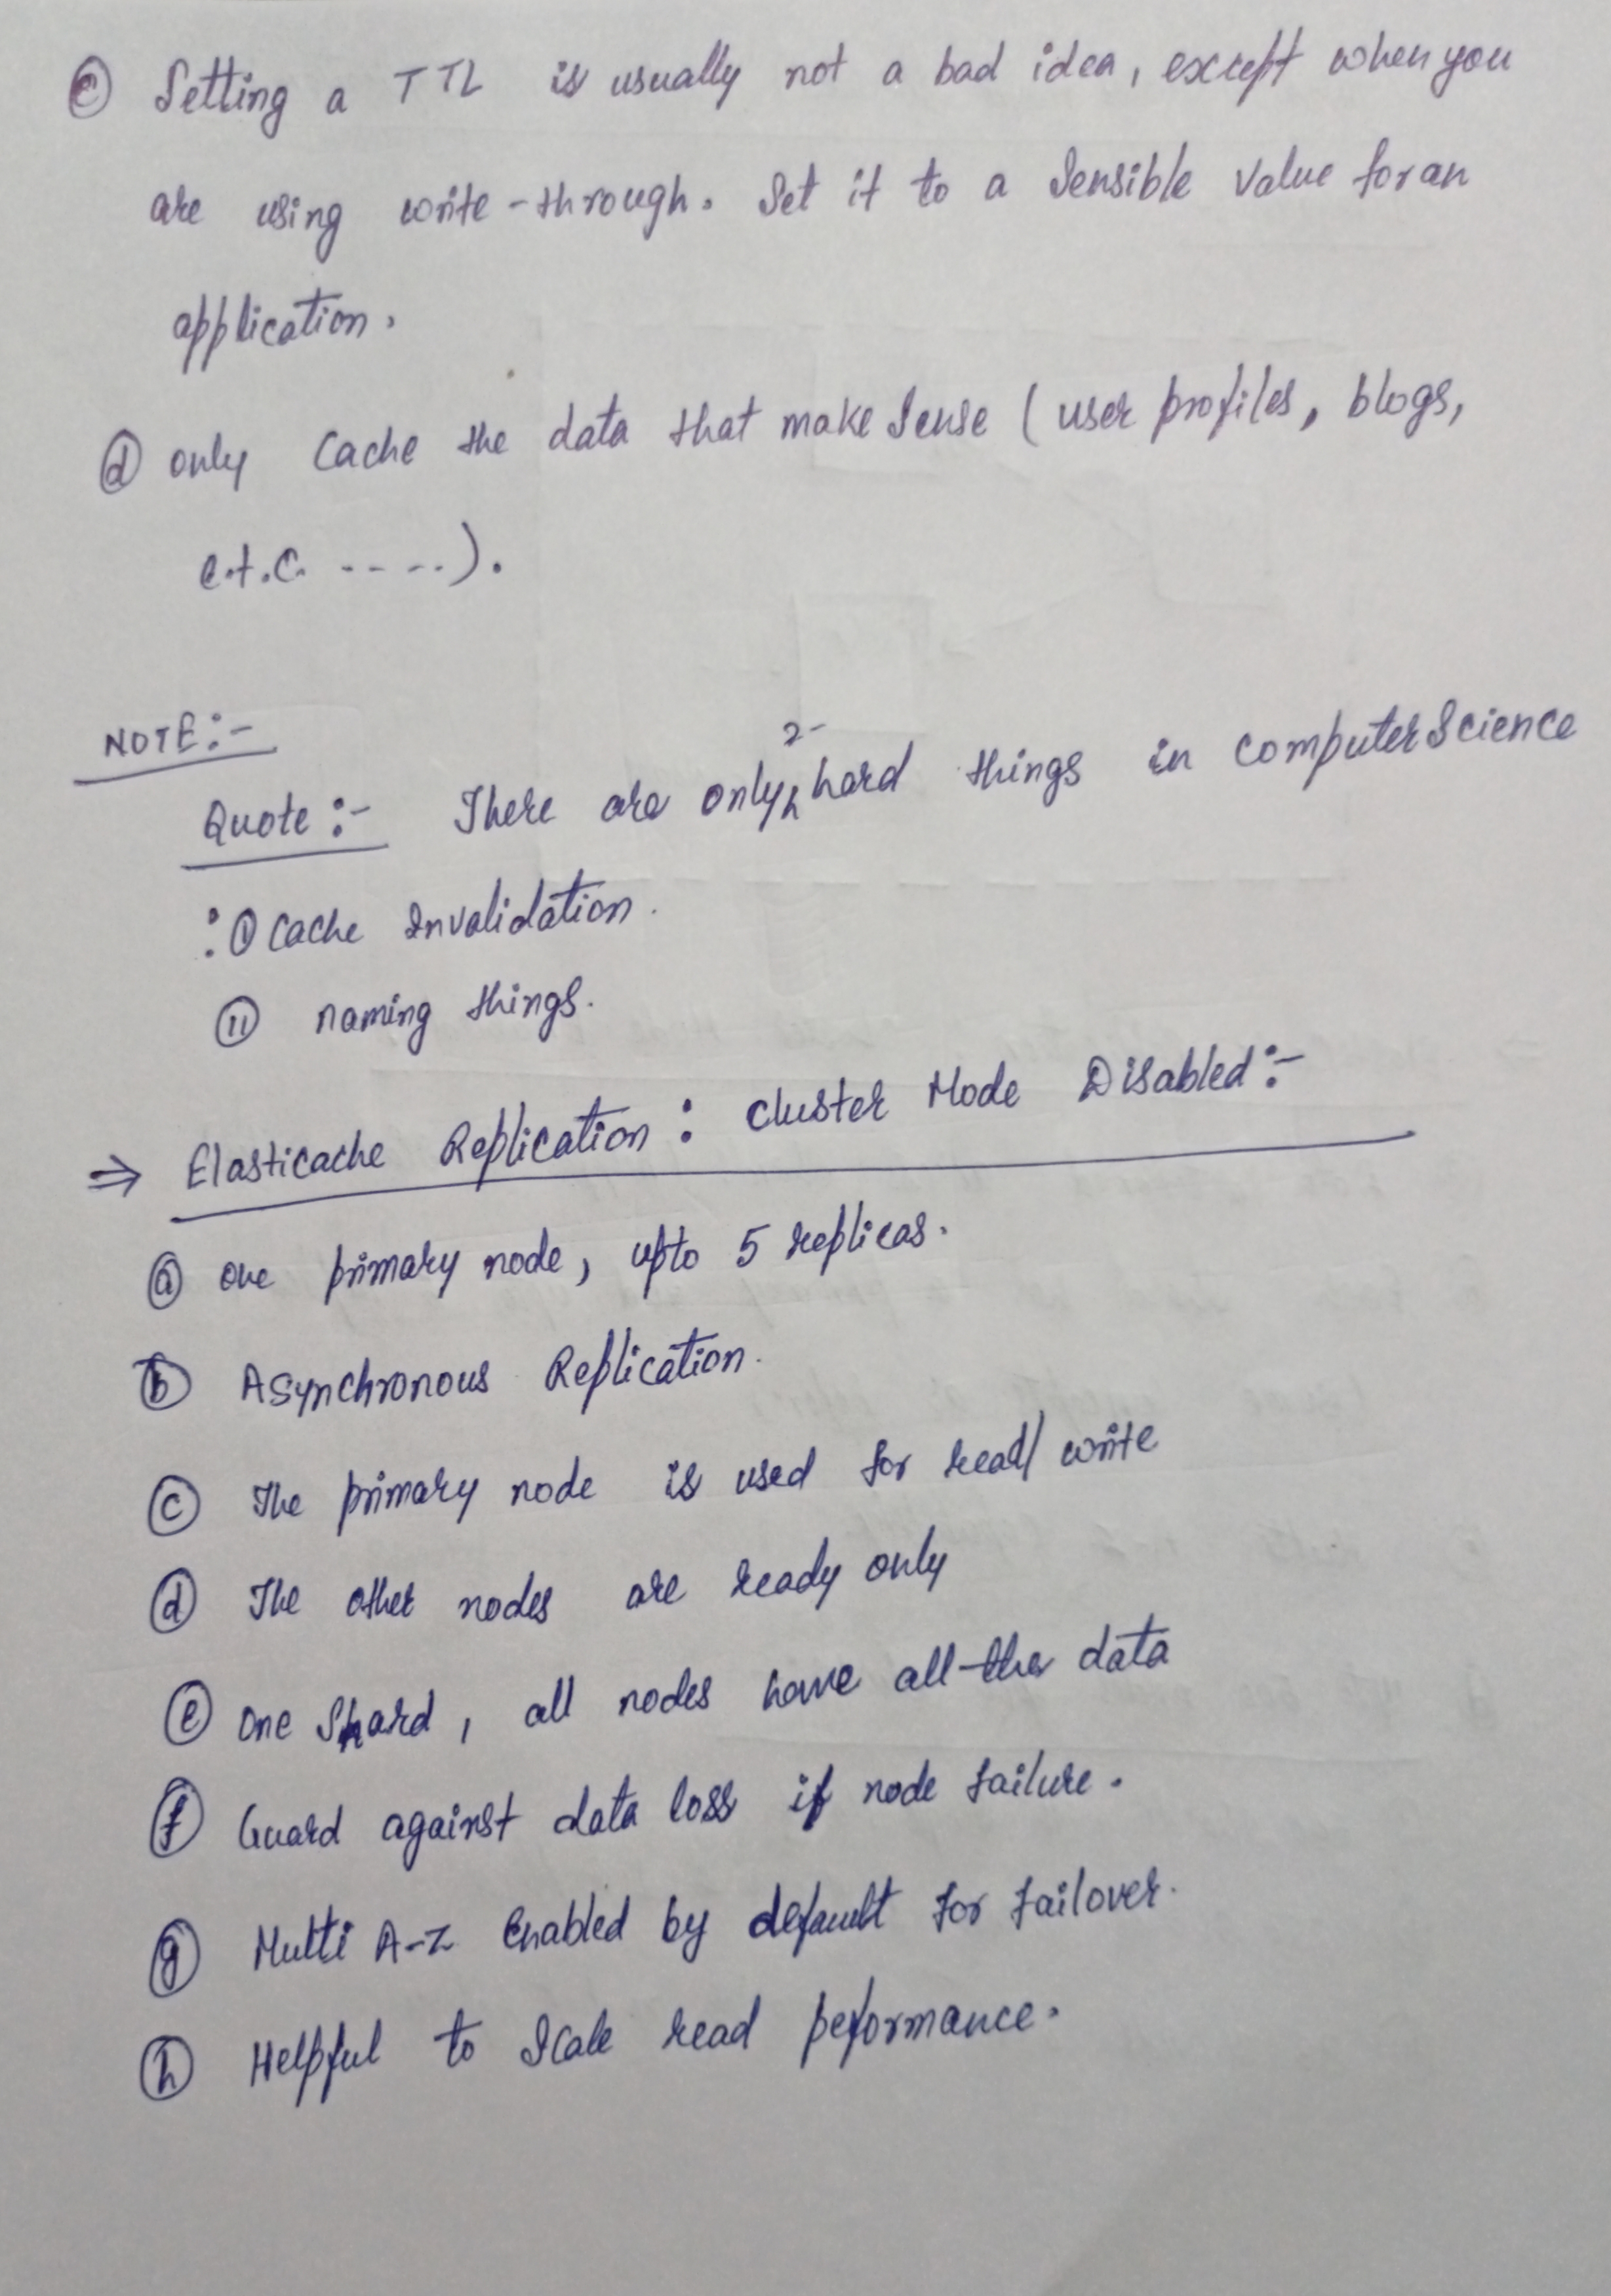 ⓒ Setting a TTL is usually not a bad idea, except when you
are using write-through. Set it to a sensible value for an
application.
ⓓ only Cache the data that make sense (user profiles, blogs,
e.t.c. -----).
NOTE:-
Quote:- There are only 2 hard things in computer Science
: ① Cache Invalidation.
⑪ naming things.
⇒ Elasticache Replication: cluster Mode Disabled:-
ⓐ one primary node, upto 5 replicas.
ⓑ Asynchronous Replication.
ⓒ The primary node is used for read/write
ⓓ The other nodes are ready only
ⓔ One Shard, all nodes have all the data
ⓕ Guard against data loss if node failure.
ⓖ Multi A-Z Enabled by default for failover.
ⓗ Helpful to Scale read peformance.